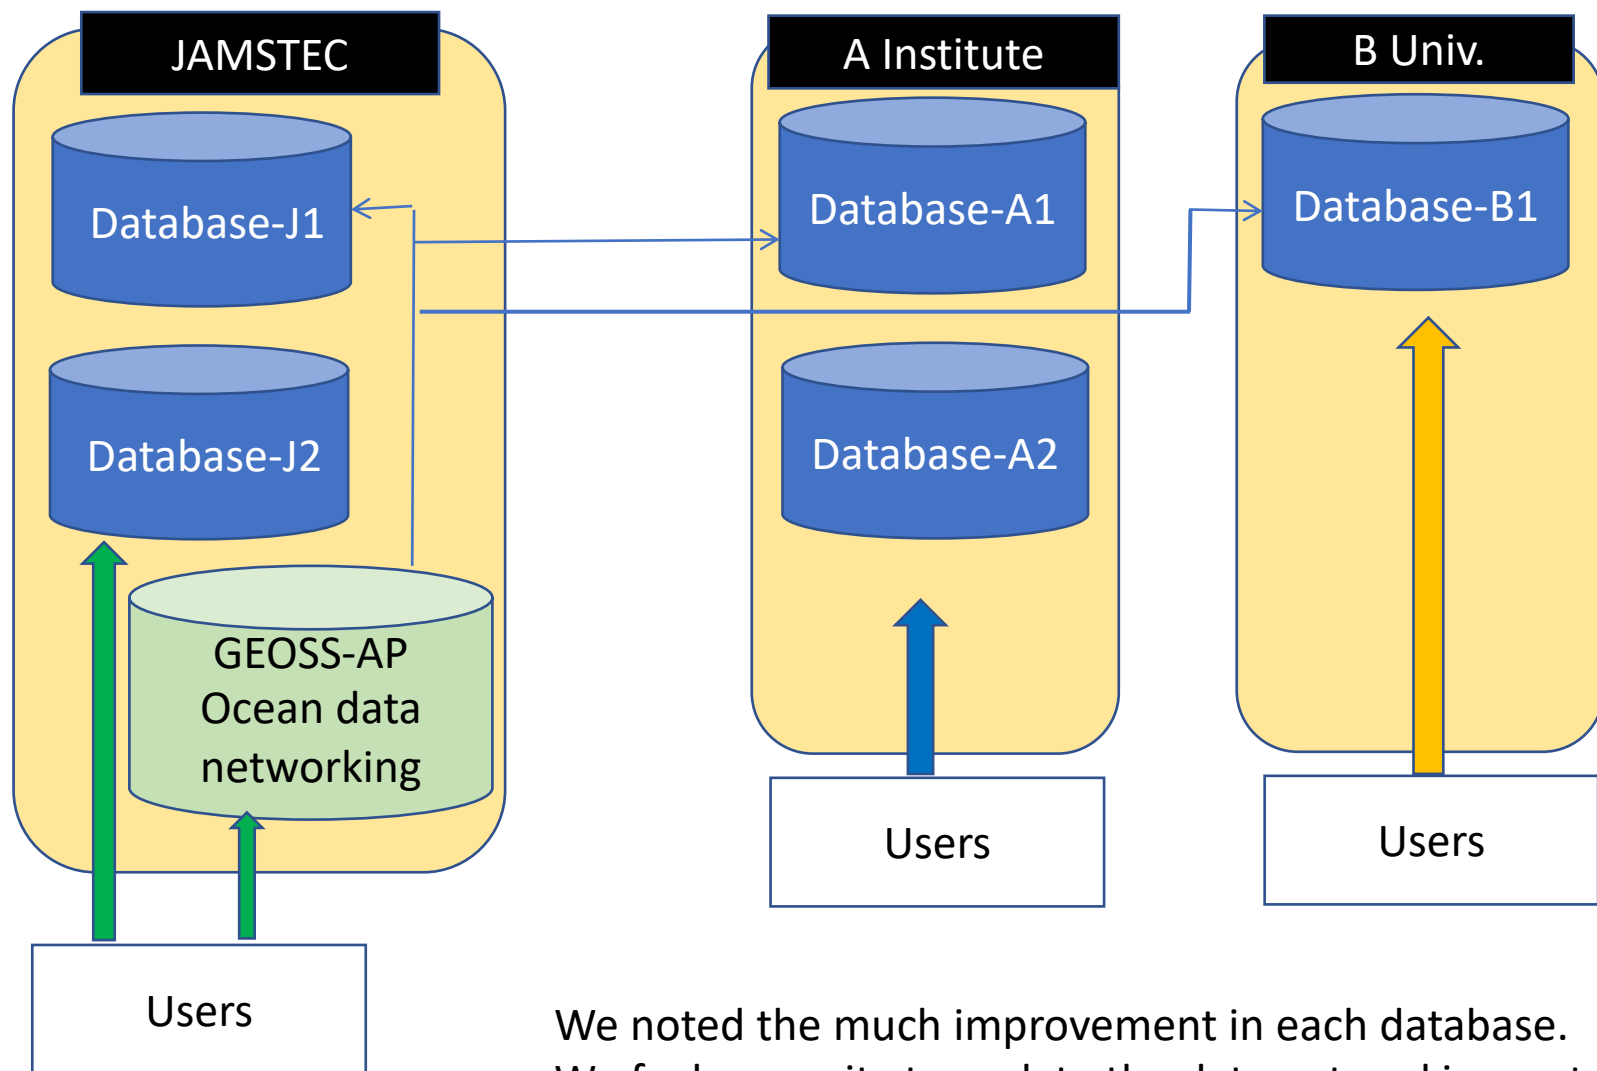 JAMSTEC
A Institute
B Univ.
Database-J1
Database-A1
Database-B1
Database-J2
Database-A2
GEOSS-AP
Ocean data
networking
Users
Users
Users
We noted the much improvement in each database.